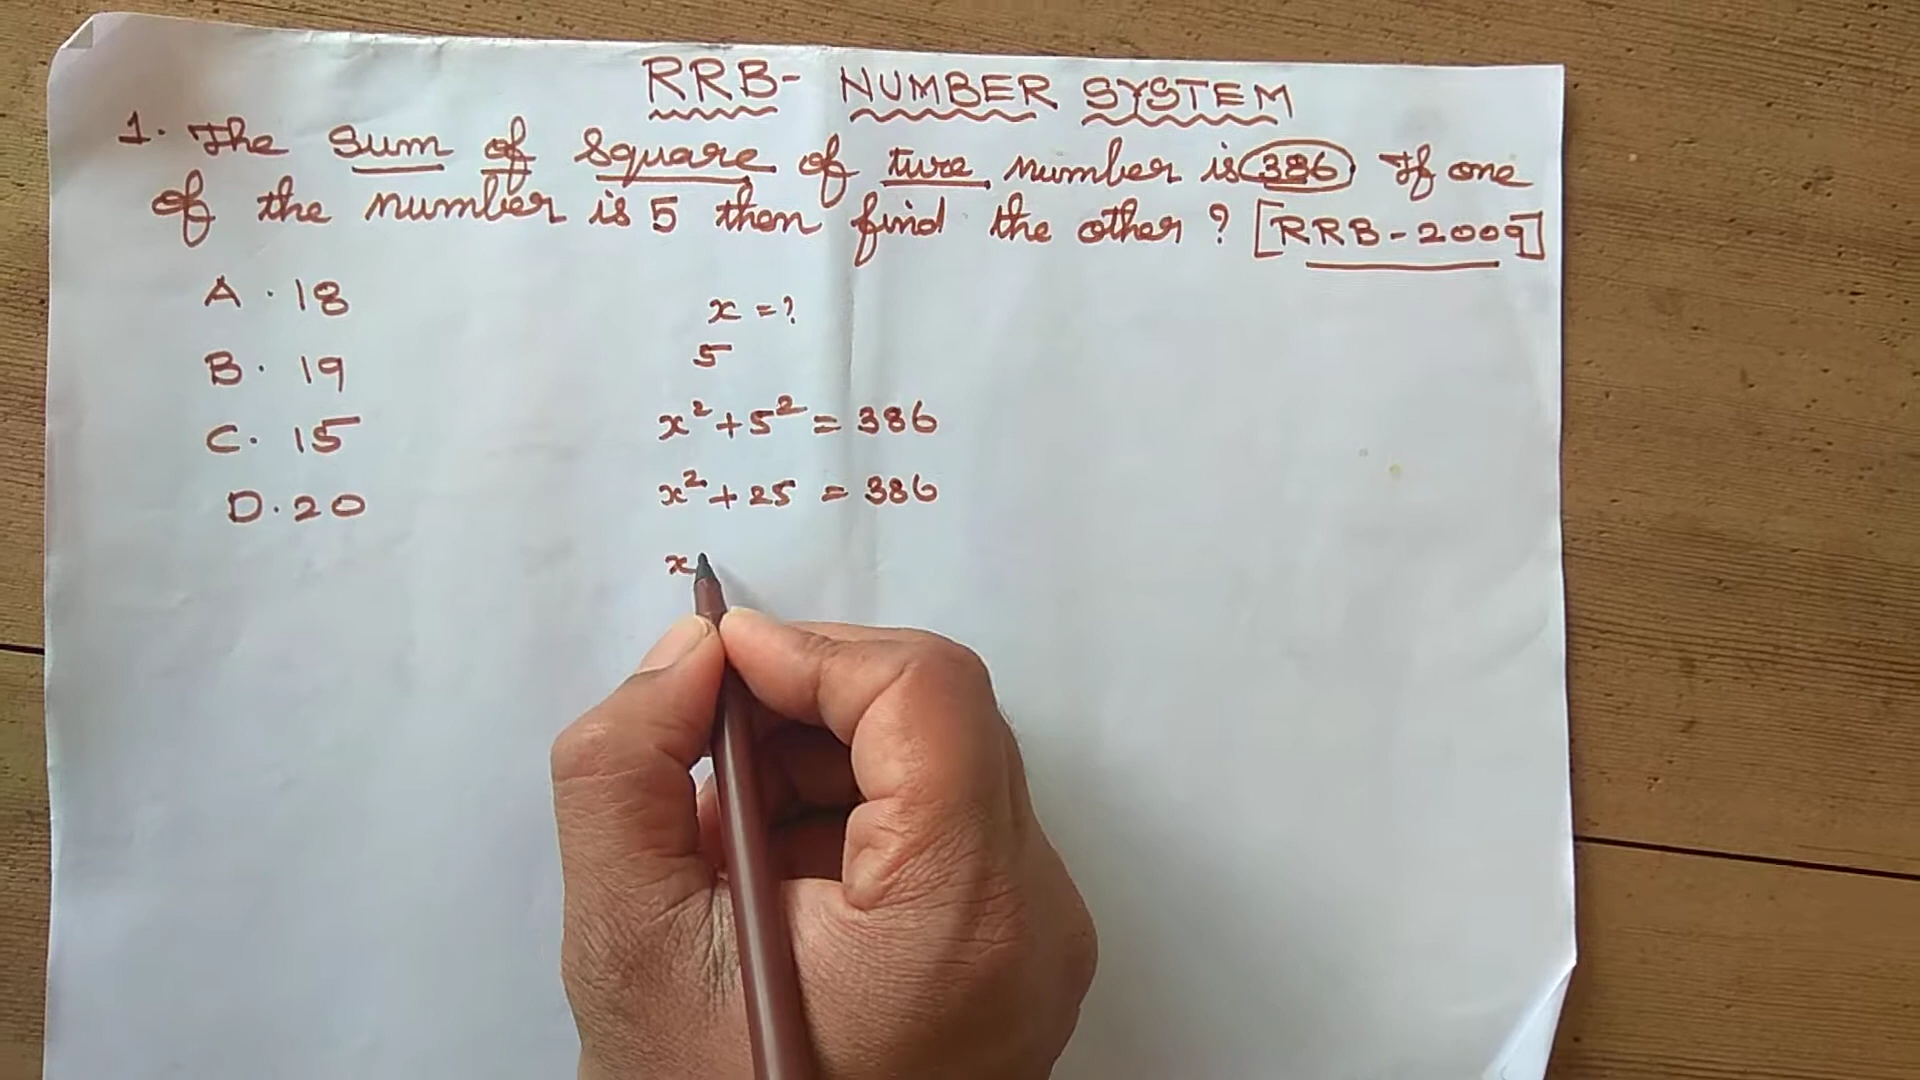 RRB- NUMBER SYSTEM
1. The sum of square of two number is 386 If one
of the number is 5 then find the other ? [RRB-2009]
A. 18
B. 19
C. 15
D. 20
x = ?
5
x² + 5² = 386
x² + 25 = 386
x